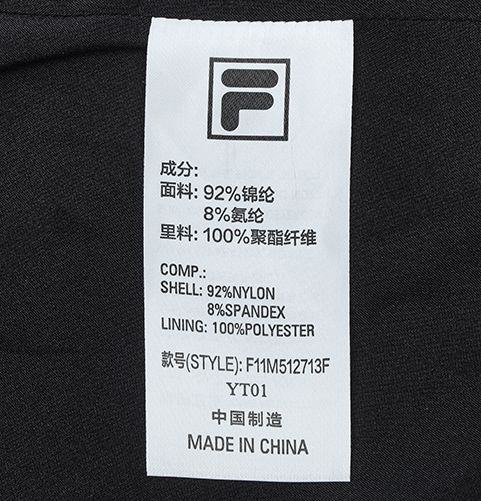 F
成分:
面料: 92%锦纶
8%氨纶
里料: 100%聚酯纤维
COMP.:
SHELL: 92%NYLON
8%SPANDEX
LINING: 100%POLYESTER
款号(STYLE): F11M512713F
YT01
中国制造
MADE IN CHINA